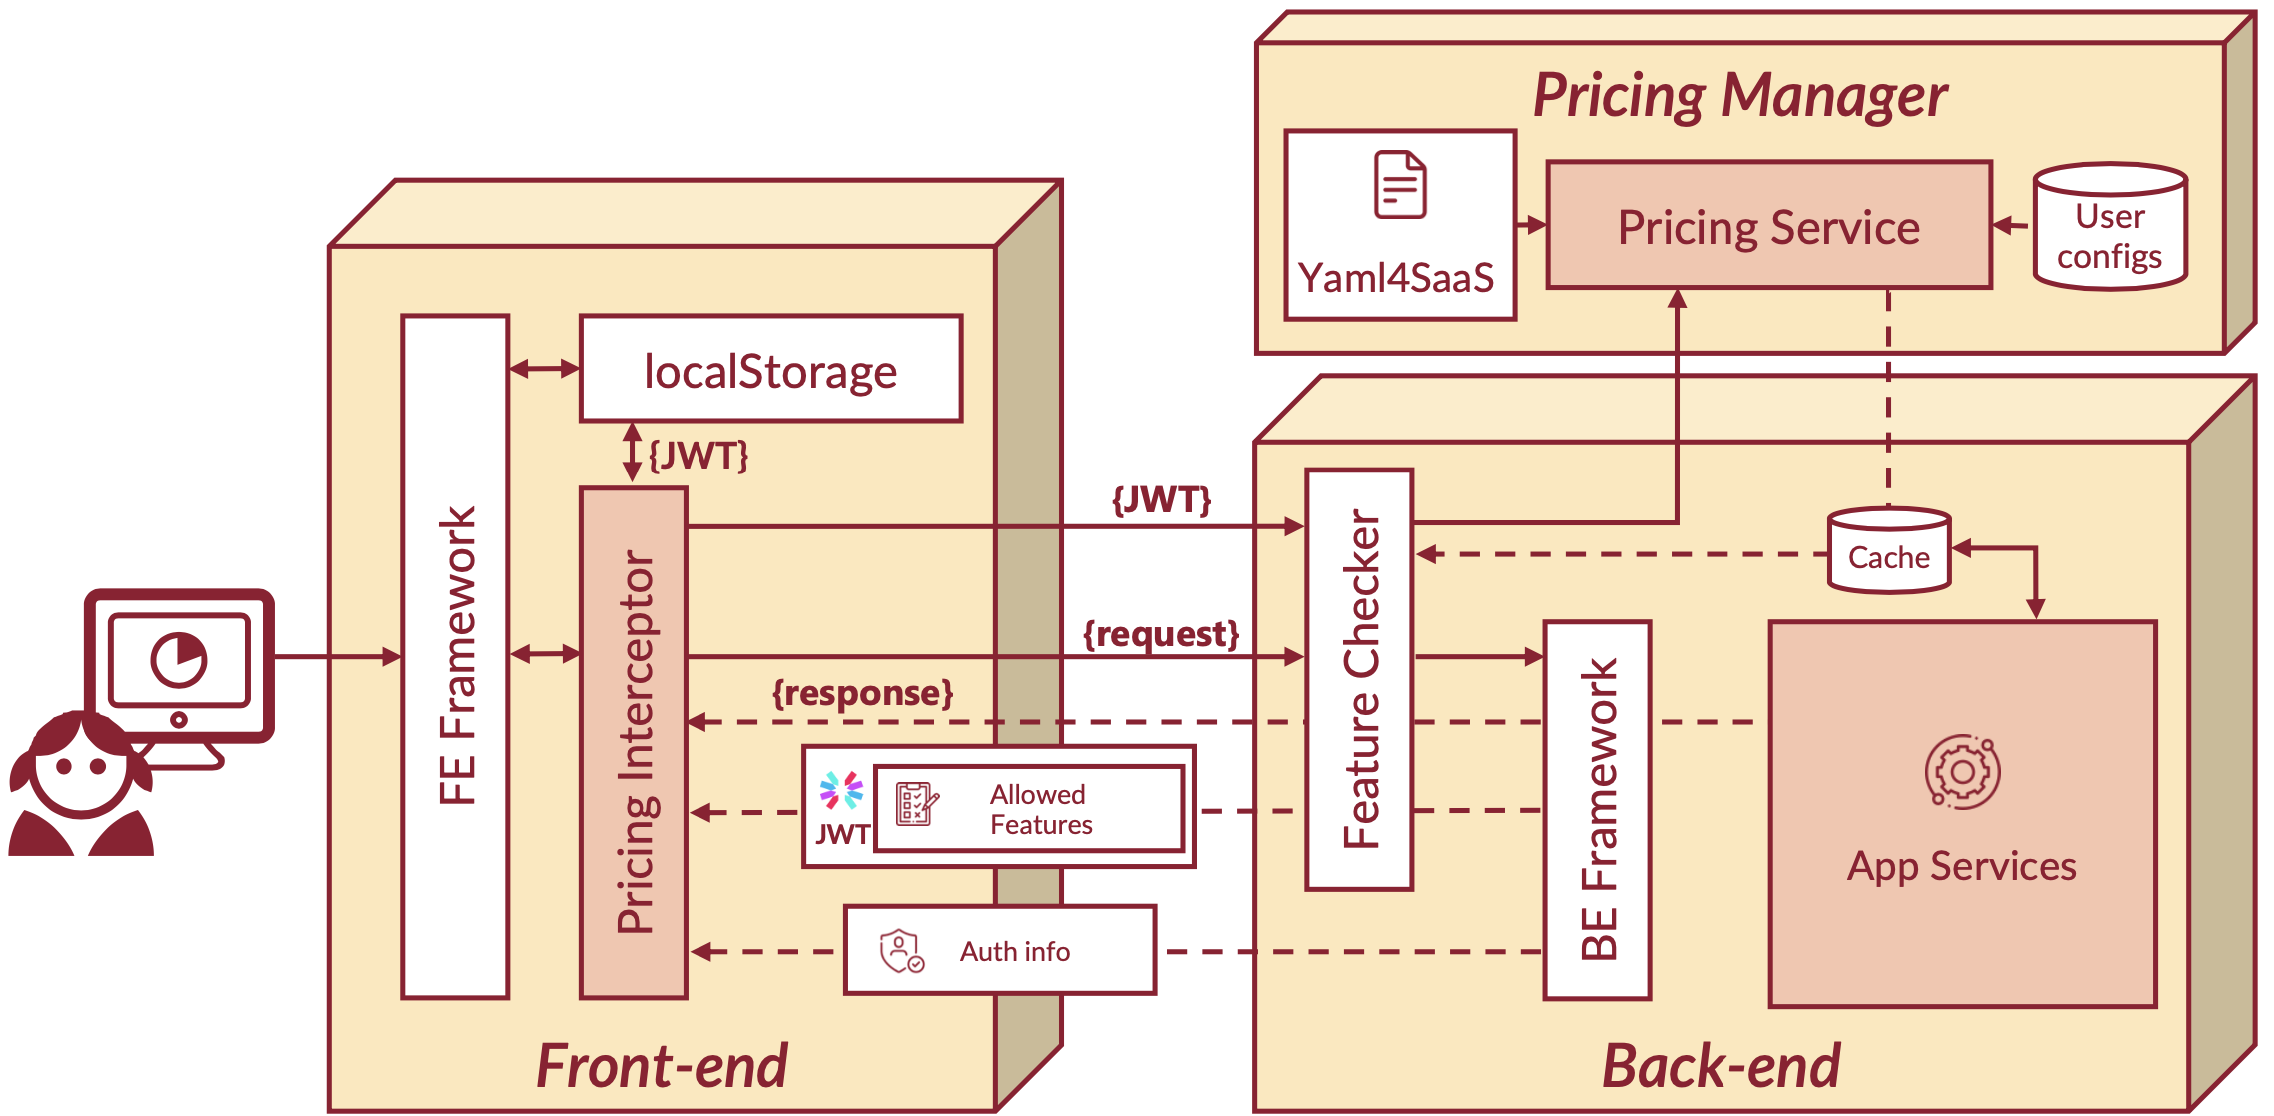 Pricing Manager
Yaml4SaaS
Pricing Service
User
configs
localStorage
{JWT}
FE Framework
Pricing Interceptor
{JWT}
{request}
{response}
JWT
Allowed
Features
Auth info
Front-end
Feature Checker
Cache
BE Framework
App Services
Back-end